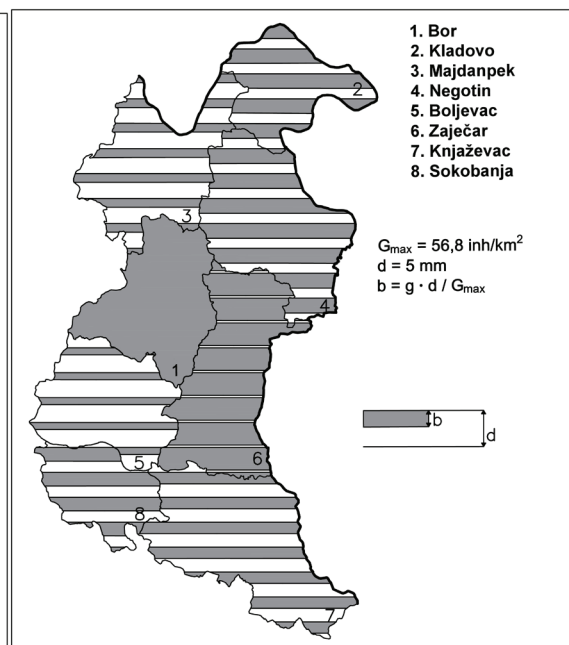 1. Bor
2. Kladovo
3. Majdanpek
4. Negotin
5. Boljevac
6. Zaječar
7. Knjaževac
8. Sokobanja
Gmax = 56,8 inh/km²
d = 5 mm
b = g · d / Gmax
b
d
2
3
4
1
6
5
8
7